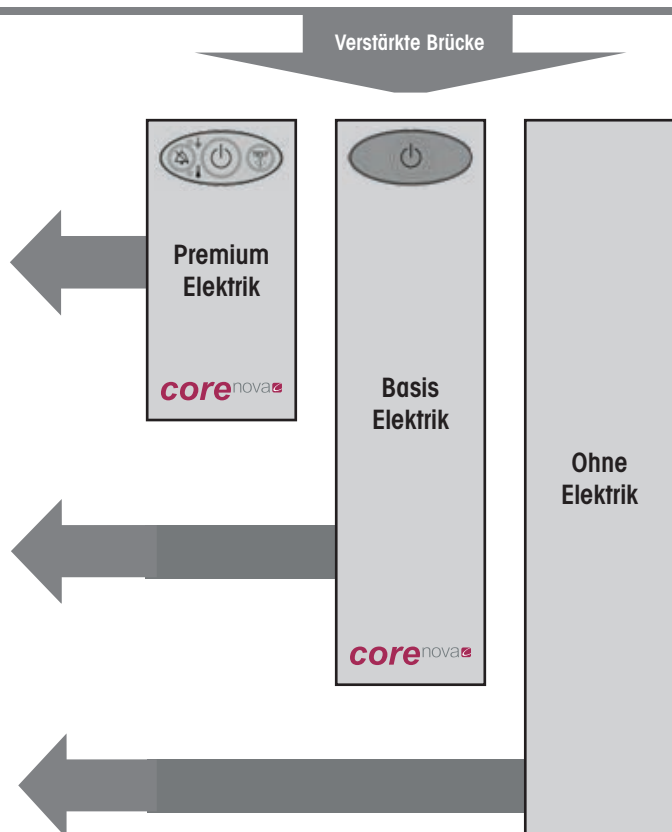 Verstärkte Brücke
Premium
Elektrik
corenova
Basis
Elektrik
corenova
Ohne
Elektrik